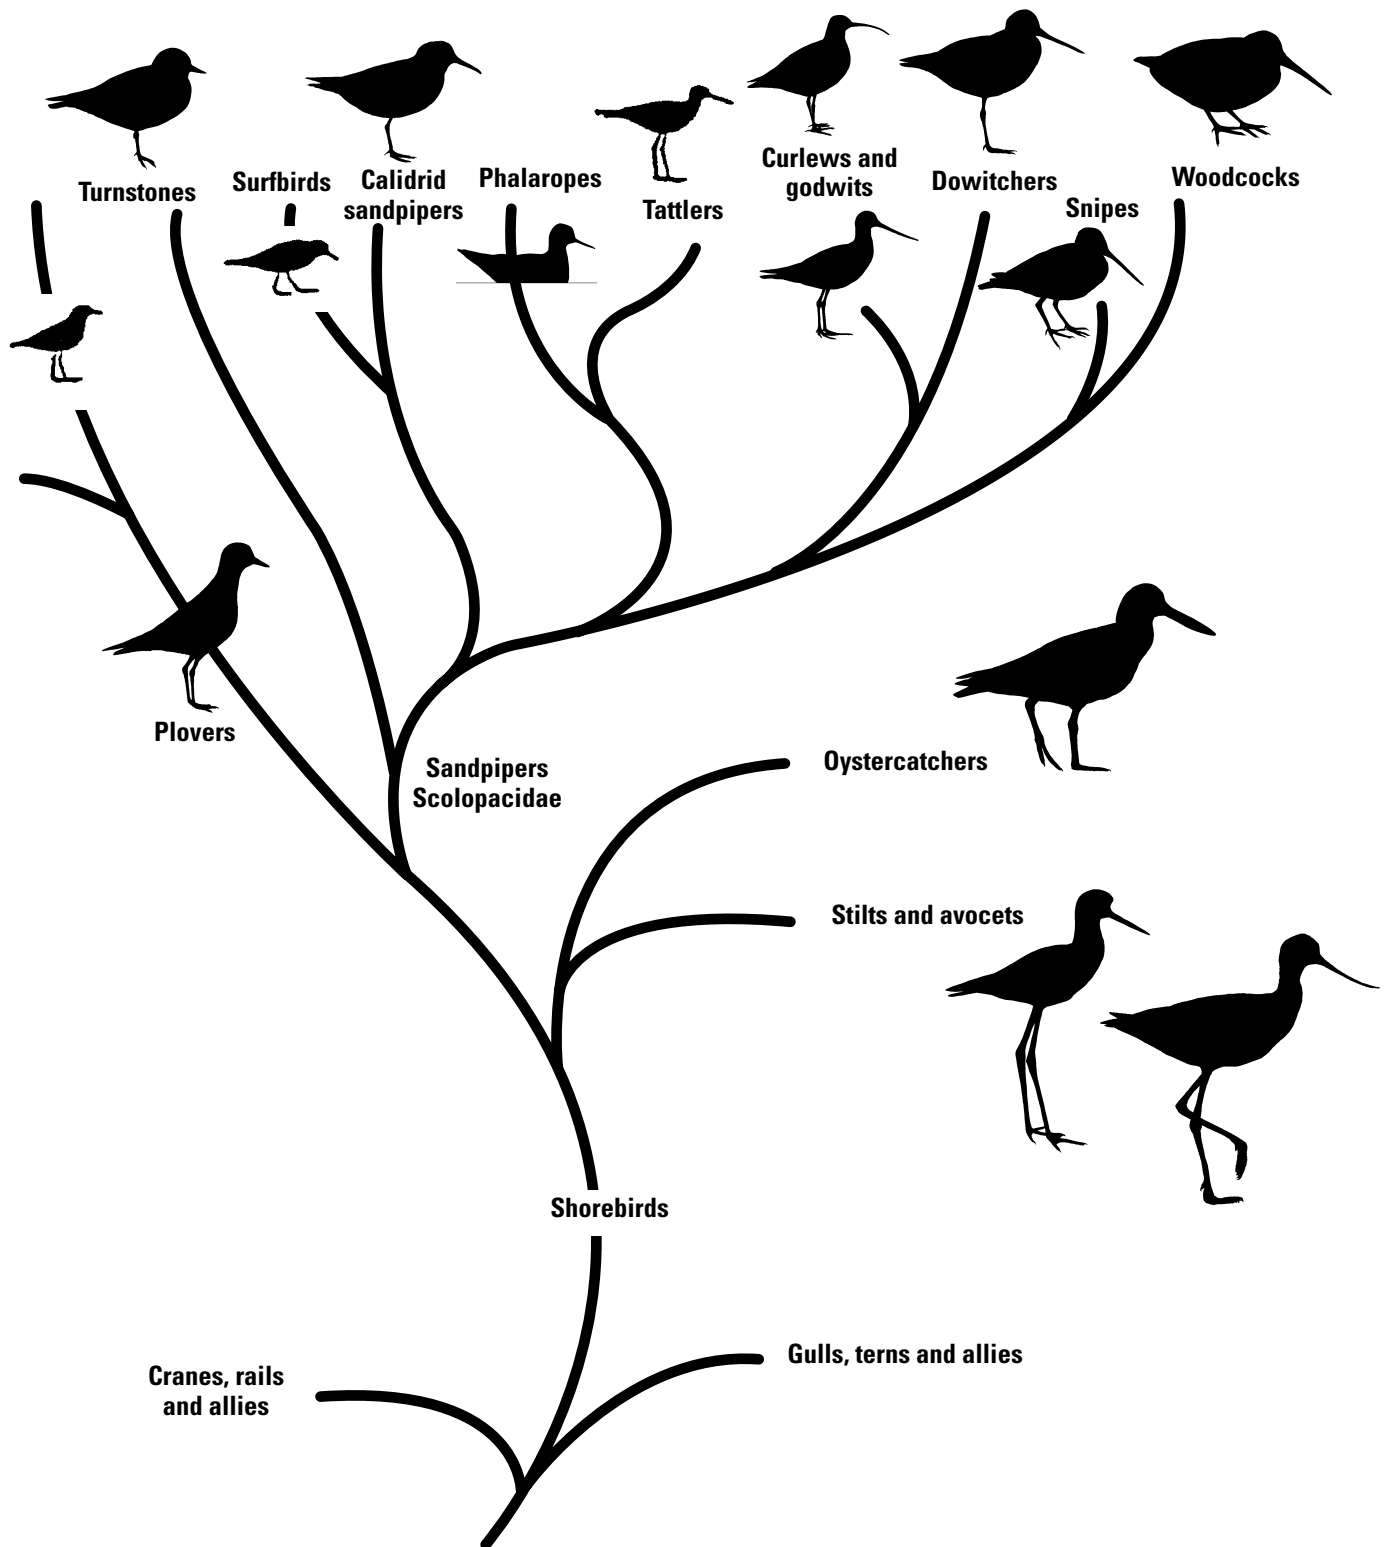 Turnstones
Surfbirds
Calidrid
sandpipers
Phalaropes
Tattlers
Curlews and
godwits
Dowitchers
Snipes
Woodcocks
Plovers
Sandpipers
Scolopacidae
Oystercatchers
Stilts and avocets
Shorebirds
Gulls, terns and allies
Cranes, rails
and allies